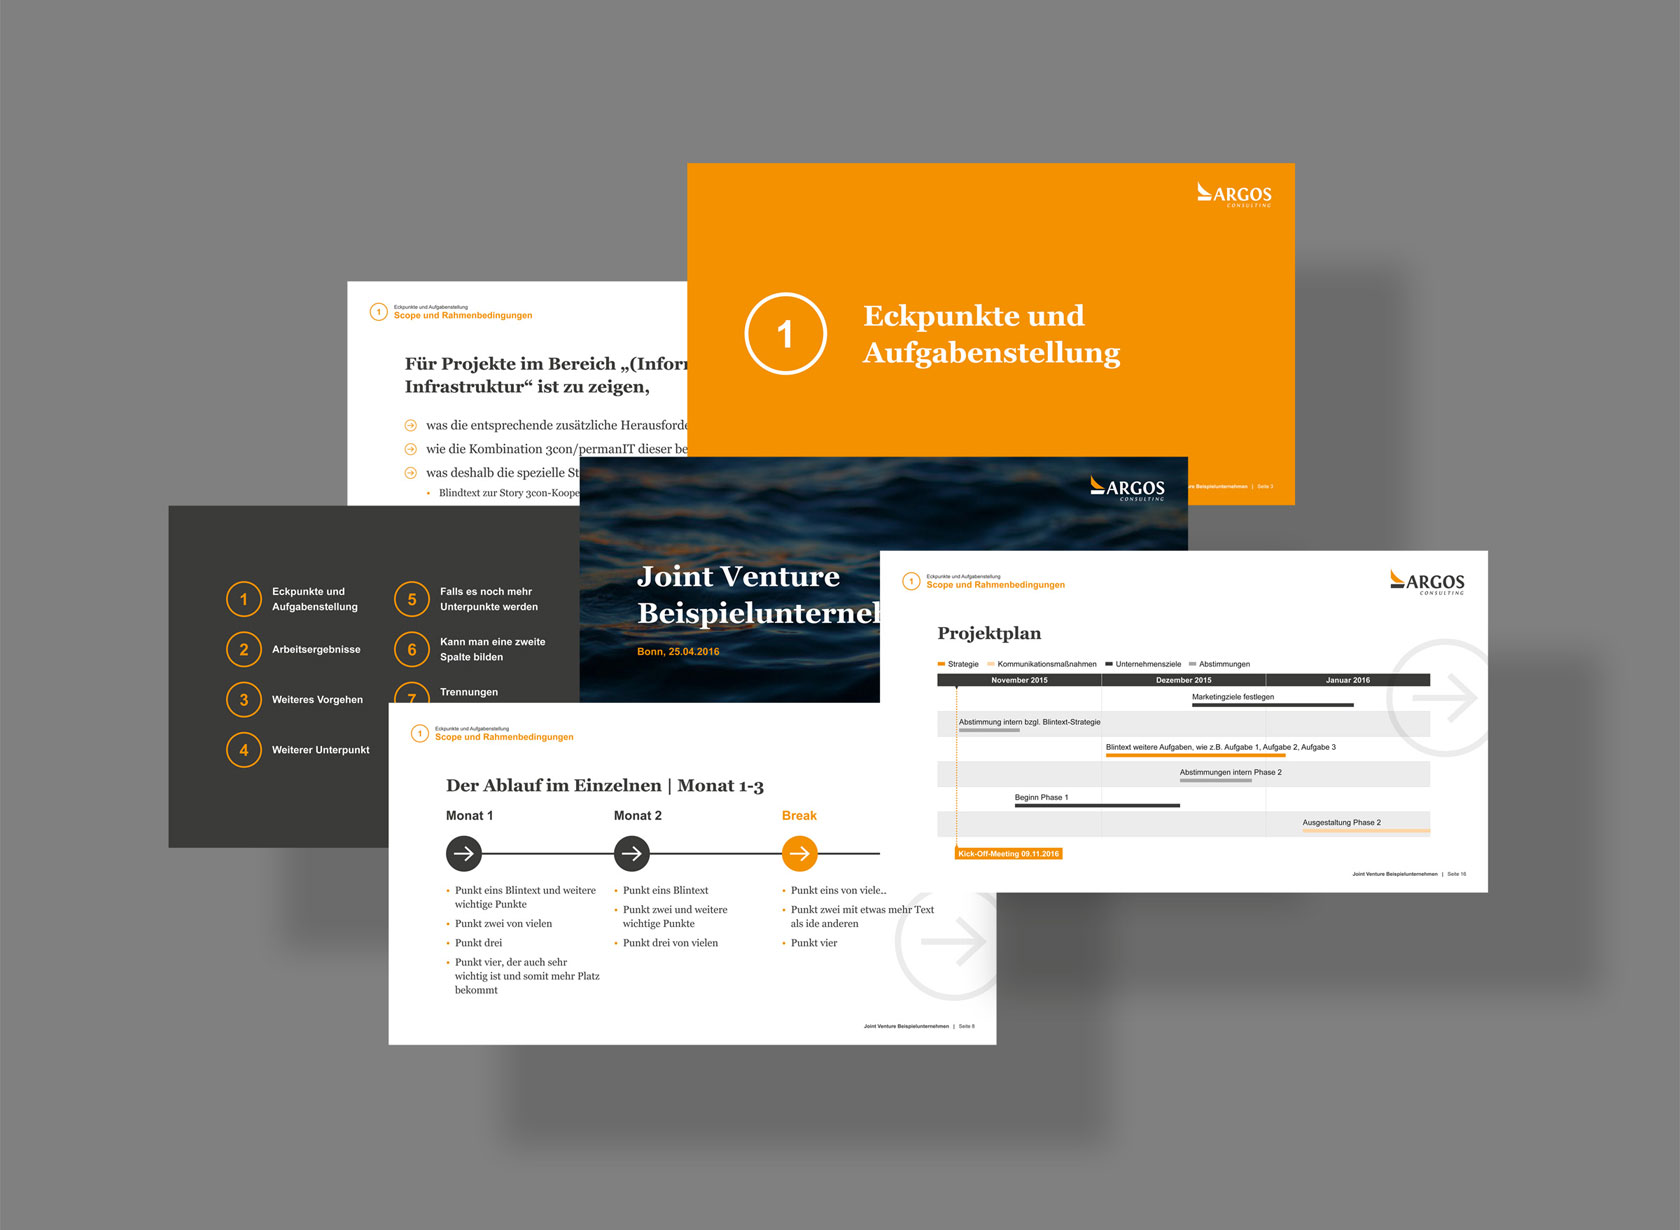 ARGOS
CONSULTING
1
Eckpunkte und
Aufgabenstellung
re Beispielunternehmen | Seite 3
1
Eckpunkte und Aufgabenstellung
Scope und Rahmenbedingungen
Für Projekte im Bereich „(Infor
Infrastruktur“ ist zu zeigen,
was die entsprechende zusätzliche Herausforde
wie die Kombination 3con/permanIT dieser be
was deshalb die spezielle St
• Blindtext zur Story 3con-Koope
ARGOS
CONSULTING
Joint Venture
Beispielunterneh
Bonn, 25.04.2016
1 Eckpunkte und
Aufgabenstellung
2 Arbeitsergebnisse
3 Weiteres Vorgehen
4 Weiterer Unterpunkt
5 Falls es noch mehr
Unterpunkte werden
6 Kann man eine zweite
Spalte bilden
7 Trennungen
1
Eckpunkte und Aufgabenstellung
Scope und Rahmenbedingungen
ARGOS
CONSULTING
Projektplan
Strategie Kommunikationsmaßnahmen Unternehmensziele Abstimmungen
November 2015 Dezember 2015 Januar 2016
Marketingziele festlegen
Abstimmung intern bzgl. Blintext-Strategie
Blintext weitere Aufgaben, wie z.B. Aufgabe 1, Aufgabe 2, Aufgabe 3
Abstimmungen intern Phase 2
Beginn Phase 1
Ausgestaltung Phase 2
Kick-Off-Meeting 09.11.2016
Joint Venture Beispielunternehmen | Seite 16
1
Eckpunkte und Aufgabenstellung
Scope und Rahmenbedingungen
Der Ablauf im Einzelnen | Monat 1-3
Monat 1
• Punkt eins Blintext und weitere
wichtige Punkte
• Punkt zwei von vielen
• Punkt drei
• Punkt vier, der auch sehr
wichtig ist und somit mehr Platz
bekommt
Monat 2
• Punkt eins Blintext
• Punkt zwei und weitere
wichtige Punkte
• Punkt drei von vielen
Break
• Punkt eins von viele..
• Punkt zwei mit etwas mehr Text
als ide anderen
• Punkt vier
Joint Venture Beispielunternehmen | Seite 8